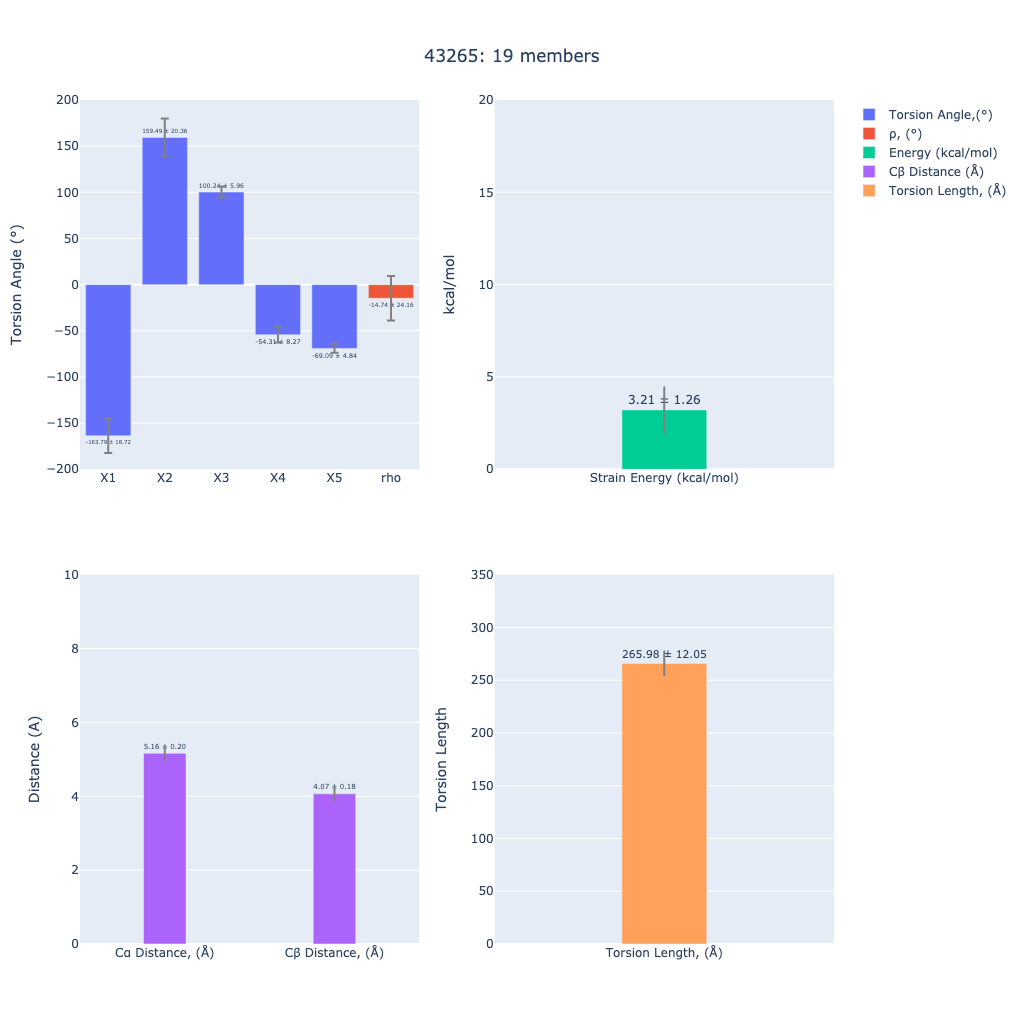 43265: 19 members
Torsion Angle (°)
200
150
100
50
0
−50
−100
−150
−200
-163.79 ± 18.72
159.49 ± 20.36
100.24 ± 5.96
-54.31 ± 8.27
-69.09 ± 4.84
-14.74 ± 24.16
X1 X2 X3 X4 X5 rho
kcal/mol
20
15
10
5
0
3.21 ± 1.26
Strain Energy (kcal/mol)
Torsion Angle,(°)
ρ, (°)
Energy (kcal/mol)
Cβ Distance (Å)
Torsion Length, (Å)
Distance (A)
10
8
6
4
2
0
5.16 ± 0.20
4.07 ± 0.18
Cα Distance, (Å) Cβ Distance, (Å)
Torsion Length
350
300
250
200
150
100
50
0
265.98 ± 12.05
Torsion Length, (Å)